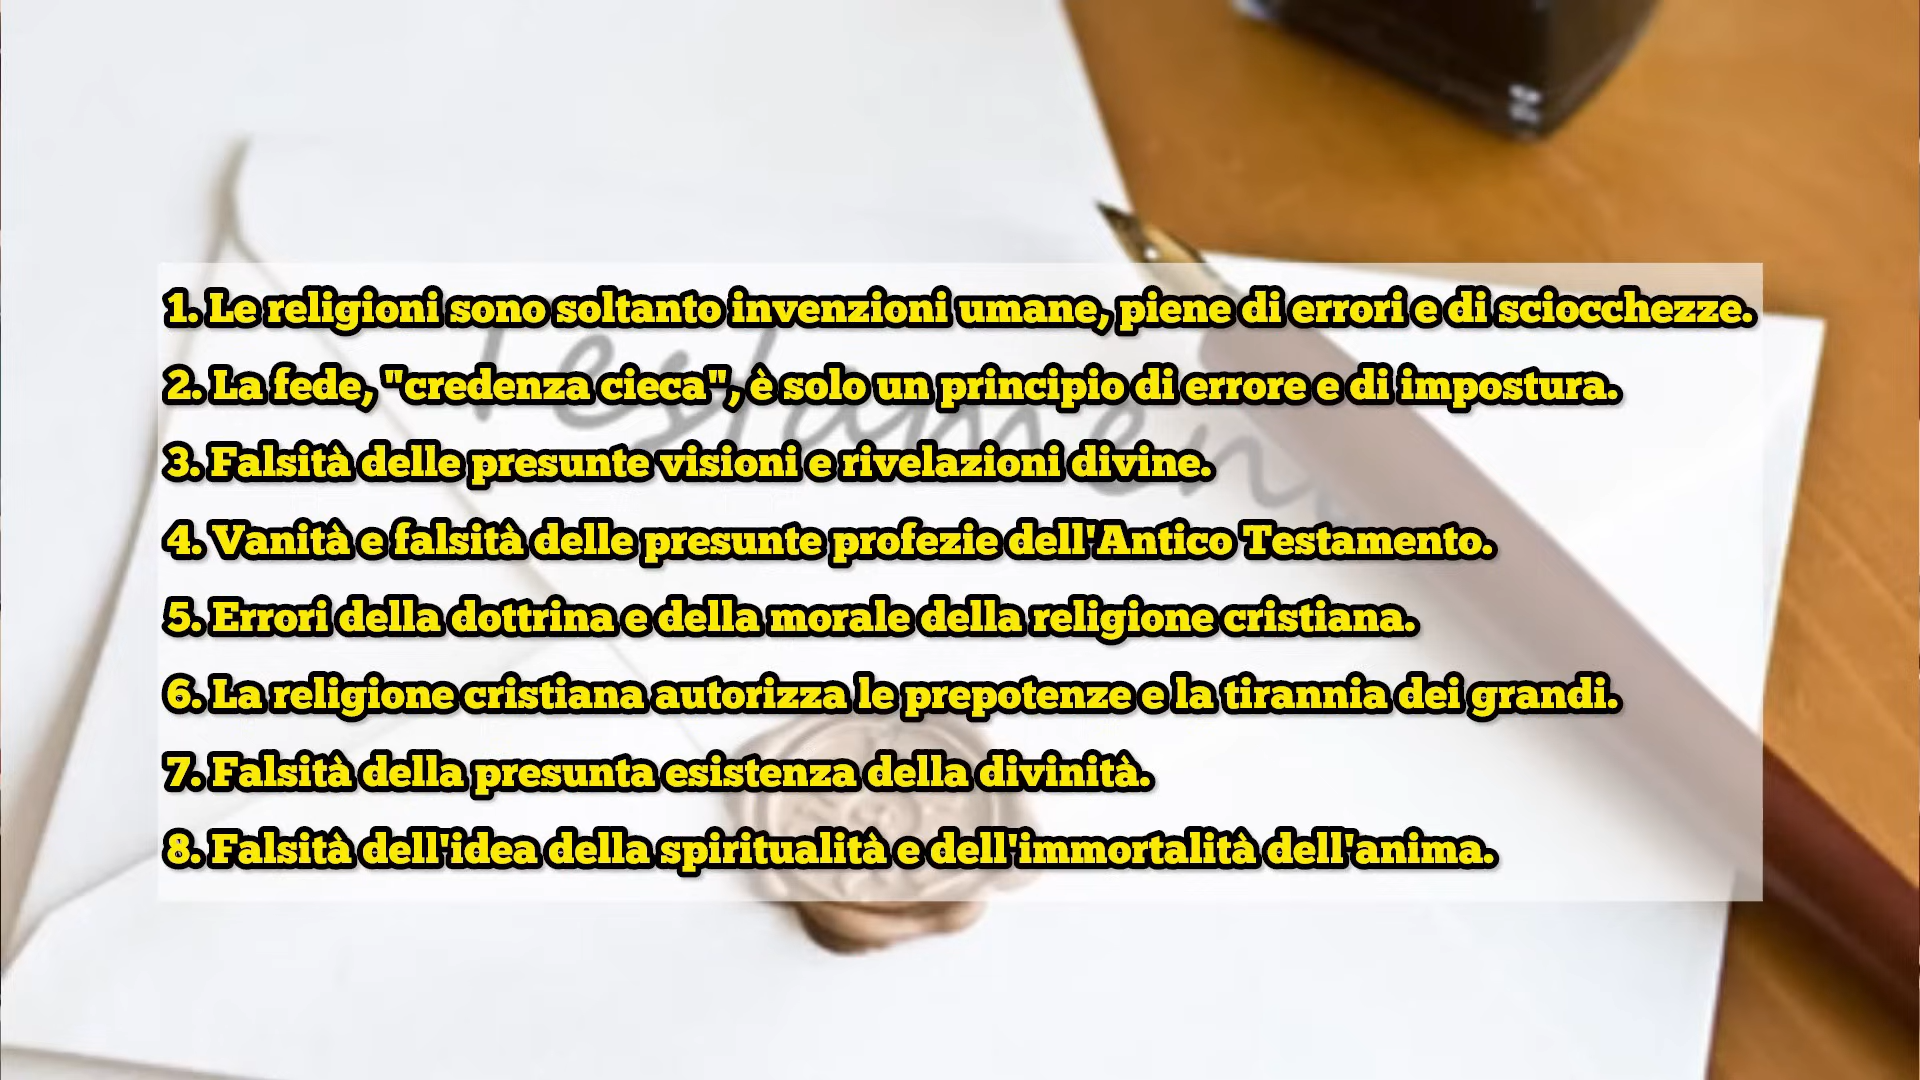 1. Le religioni sono soltanto invenzioni umane, piene di errori e di sciocchezze.
2. La fede, "credenza cieca", è solo un principio di errore e di impostura.
3. Falsità delle presunte visioni e rivelazioni divine.
4. Vanità e falsità delle presunte profezie dell'Antico Testamento.
5. Errori della dottrina e della morale della religione cristiana.
6. La religione cristiana autorizza le prepotenze e la tirannia dei grandi.
7. Falsità della presunta esistenza della divinità.
8. Falsità dell'idea della spiritualità e dell'immortalità dell'anima.